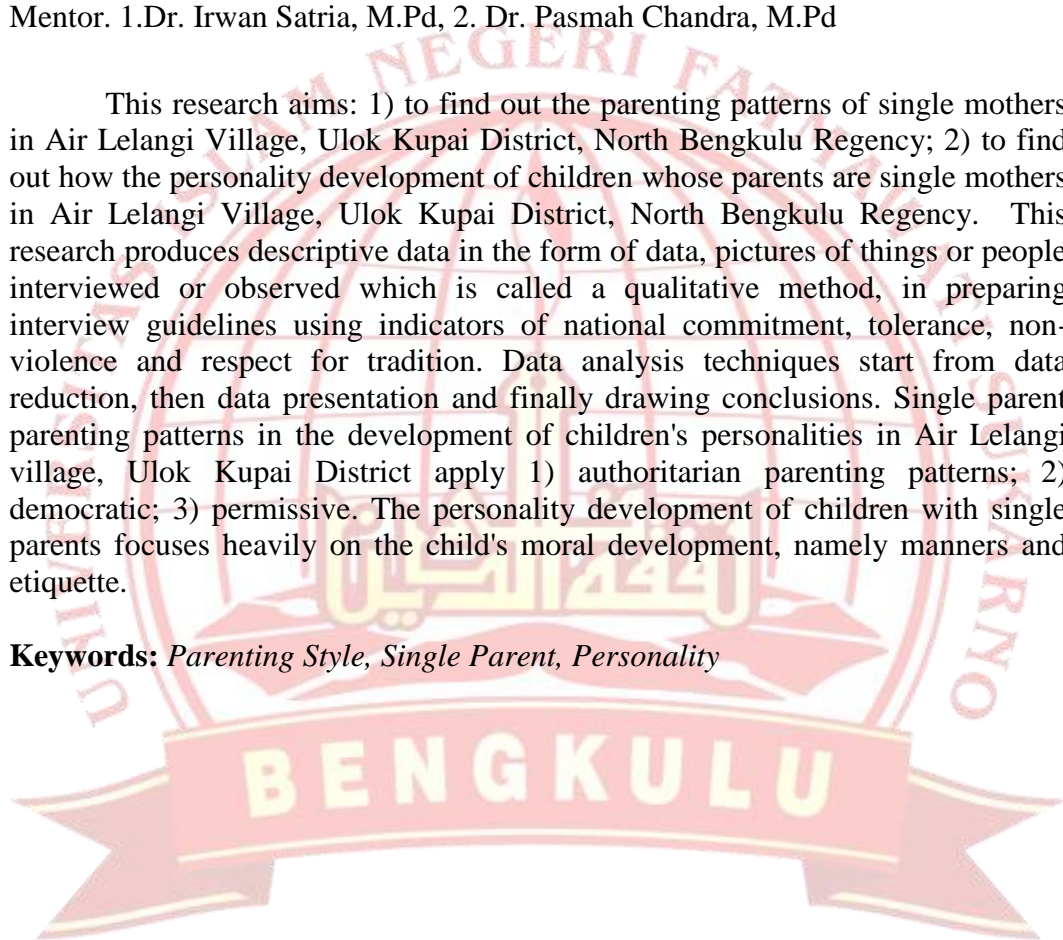 Mentor. 1.Dr. Irwan Satria, M.Pd, 2. Dr. Pasmah Chandra, M.Pd
This research aims: 1) to find out the parenting patterns of single mothers
in Air Lelangi Village, Ulok Kupai District, North Bengkulu Regency; 2) to find
out how the personality development of children whose parents are single mothers
in Air Lelangi Village, Ulok Kupai District, North Bengkulu Regency. This
research produces descriptive data in the form of data, pictures of things or people
interviewed or observed which is called a qualitative method, in preparing
interview guidelines using indicators of national commitment, tolerance, non-
violence and respect for tradition. Data analysis techniques start from data
reduction, then data presentation and finally drawing conclusions. Single parent
parenting patterns in the development of children's personalities in Air Lelangi
village, Ulok Kupai District apply 1) authoritarian parenting patterns; 2)
democratic; 3) permissive. The personality development of children with single
parents focuses heavily on the child's moral development, namely manners and
etiquette.
Keywords: Parenting Style, Single Parent, Personality
UNIVERSITAS ISLAM NEGERI FATMAWATI SUKARNO
BENGKULU